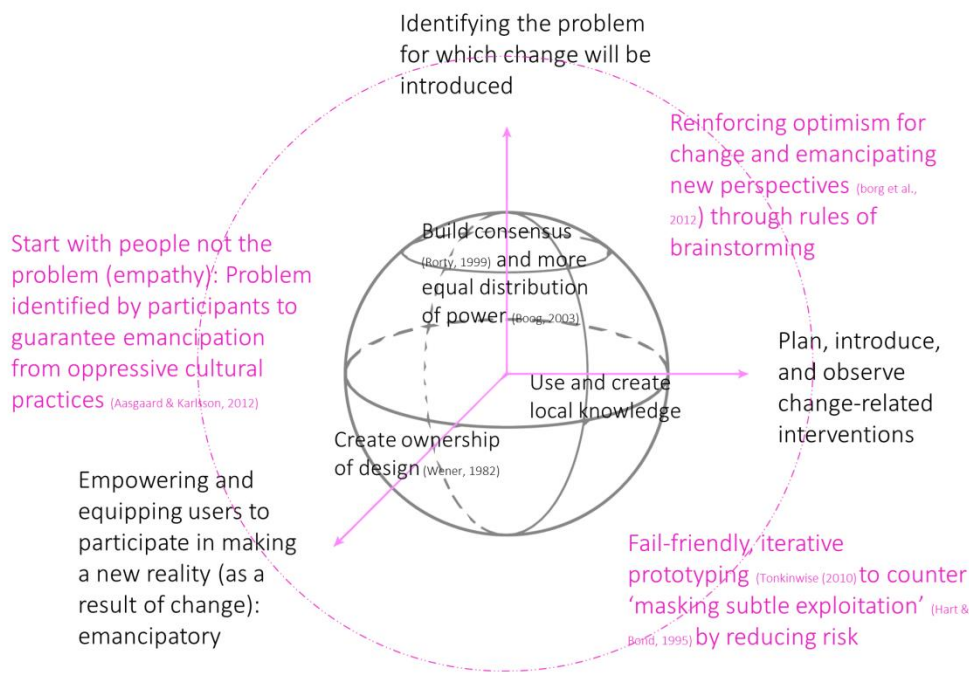 Identifying the problem
for which change will be
introduced
Reinforcing optimism for
change and emancipating
new perspectives (borg et al.,
2012) through rules of
brainstorming
Build consensus
(Rorty, 1999) and more
equal distribution
of power (Boog, 2003)
Start with people not the
problem (empathy): Problem
identified by participants to
guarantee emancipation
from oppressive cultural
practices (Aasgaard & Karlsson, 2012)
Use and create
local knowledge
Plan, introduce,
and observe
change-related
interventions
Create ownership
of design (Wener, 1982)
Empowering and
equipping users to
participate in making
a new reality (as a
result of change):
emancipatory
Fail-friendly, iterative
prototyping (Tonkinwise (2010) to counter
‘masking subtle exploitation’ (Hart &
Bond, 1995) by reducing risk